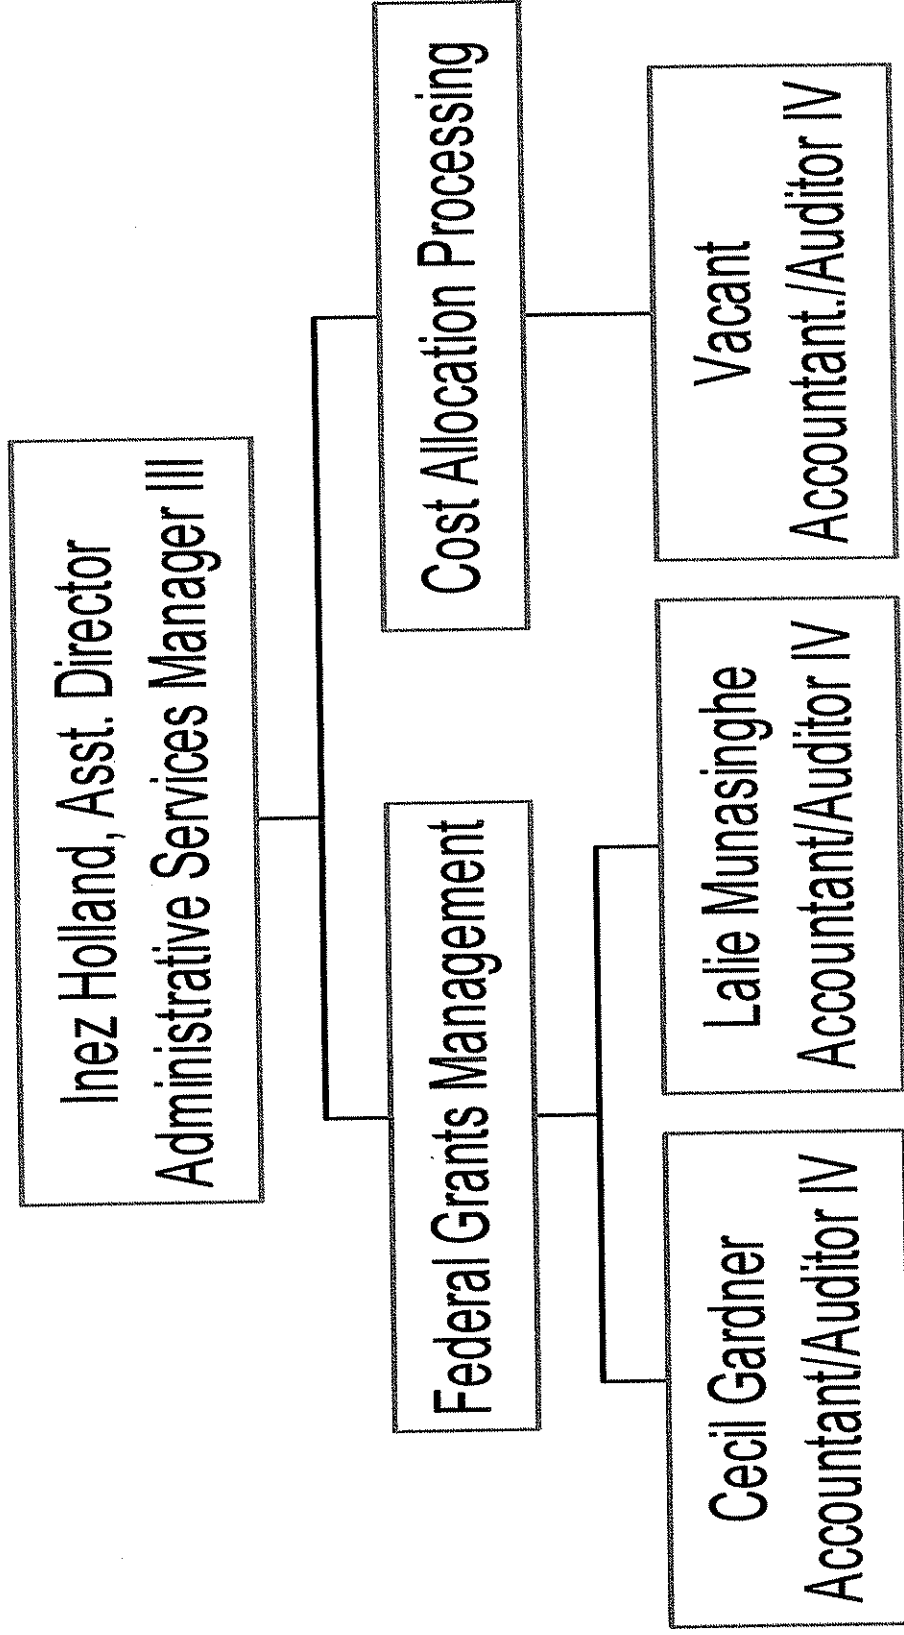 Inez Holland, Asst. Director
Administrative Services Manager III
Federal Grants Management
Cost Allocation Processing
Cecil Gardner
Accountant/Auditor IV
Lalie Munasinghe
Accountant/Auditor IV
Vacant
Accountant./Auditor IV